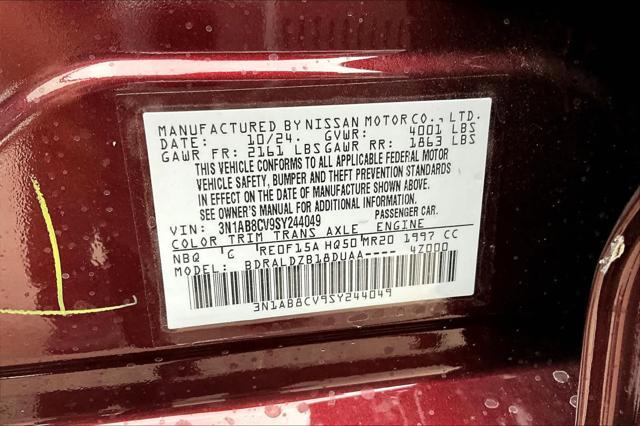 MANUFACTURED BY NISSAN MOTOR CO., LTD.
DATE: 10/24. GVWR: 4001 LBS
GAWR FR: 2161 LBS GAWR RR: 1863 LBS
THIS VEHICLE CONFORMS TO ALL APPLICABLE FEDERAL MOTOR
VEHICLE SAFETY, BUMPER AND THEFT PREVENTION STANDARDS
IN EFFECT ON THE DATE OF MANUFACTURE SHOWN ABOVE.
SEE OWNER'S MANUAL FOR ADDITIONAL INFORMATION.
VIN: 3N1AB8CV9SY244049 PASSENGER CAR.
COLOR TRIM TRANS AXLE ENGINE
NBQ C RE0F15A HQ50 MR20 1997 CC
MODEL: BDRALDZB18DUAA---- 4Z000
3N1AB8CV9SY244049